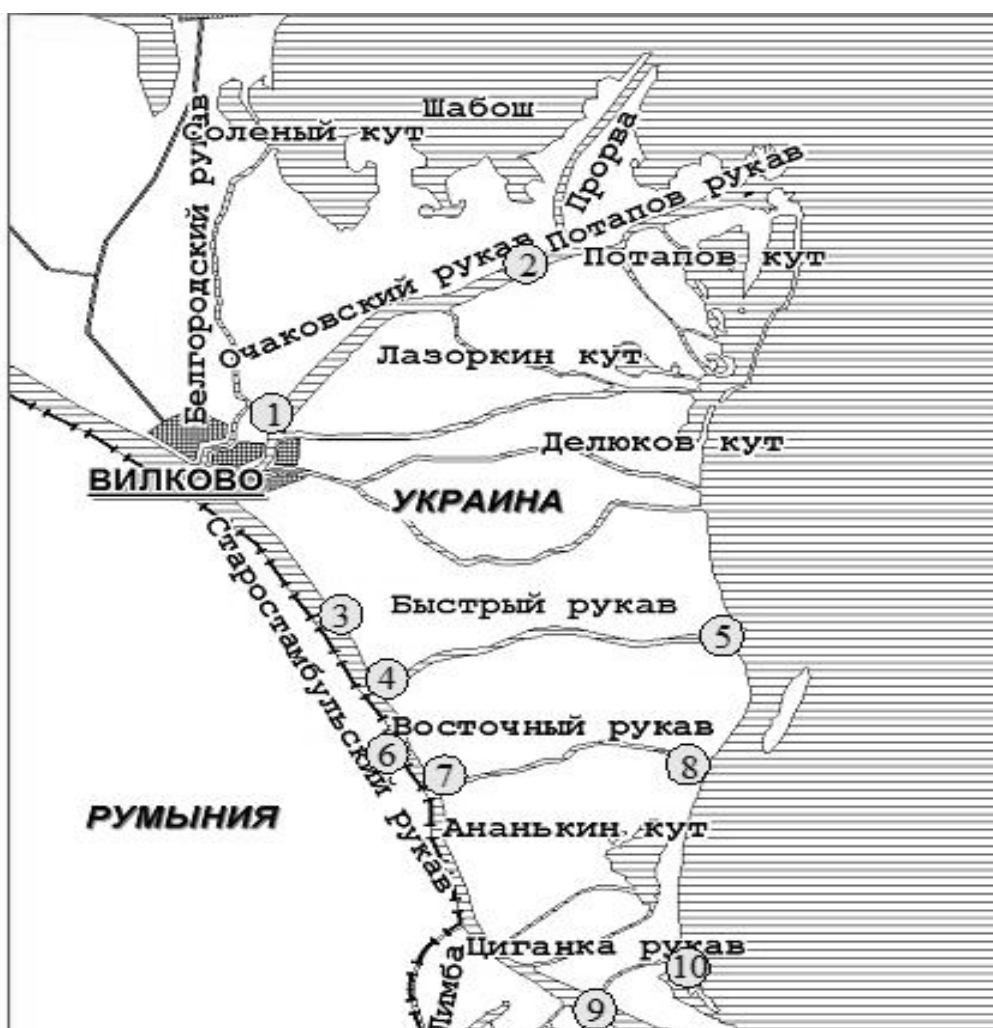 Шабош
Соленый кут
Белгородский рукав
Прорва
Потапов рукав
Очаковский рукав
2
Потапов кут
Лазоркин кут
1
Делюков кут
ВИЛКОВО
УКРАИНА
Старостамбульский рукав
3
Быстрый рукав
5
4
Восточный рукав
6
7
8
РУМЫНИЯ
Ананькин кут
Циганка рукав
10
Лимба
9